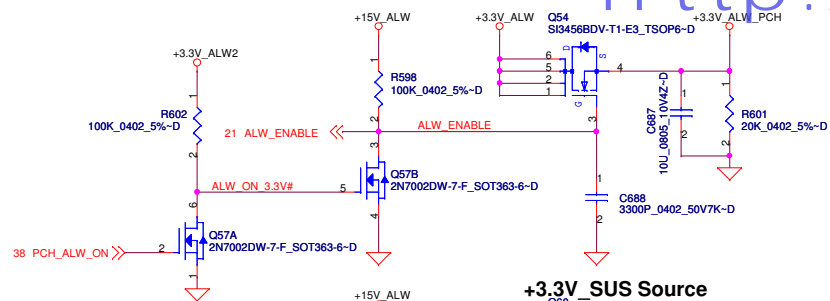 http:
+15V_ALW
+3.3V_ALW
Q54
SI3456BDV-T1-E3_TSOP6~D
+3.3V_ALW_PCH
+3.3V_ALW2
1
R598
100K_0402_5%~D
2
D
S
6
5
2
1
4
G
3
1
R602
100K_0402_5%~D
2
1
C687
10U_0805_10V4Z~D
2
1
R601
20K_0402_5%~D
2
21 ALW_ENABLE
ALW_ENABLE
3
Q57B
2N7002DW-7-F_SOT363-6~D
5
4
ALW_ON_3.3V#
1
C688
3300P_0402_50V7K~D
2
6
Q57A
2N7002DW-7-F_SOT363-6~D
38 PCH_ALW_ON
2
1
+15V_ALW
+3.3V_SUS Source